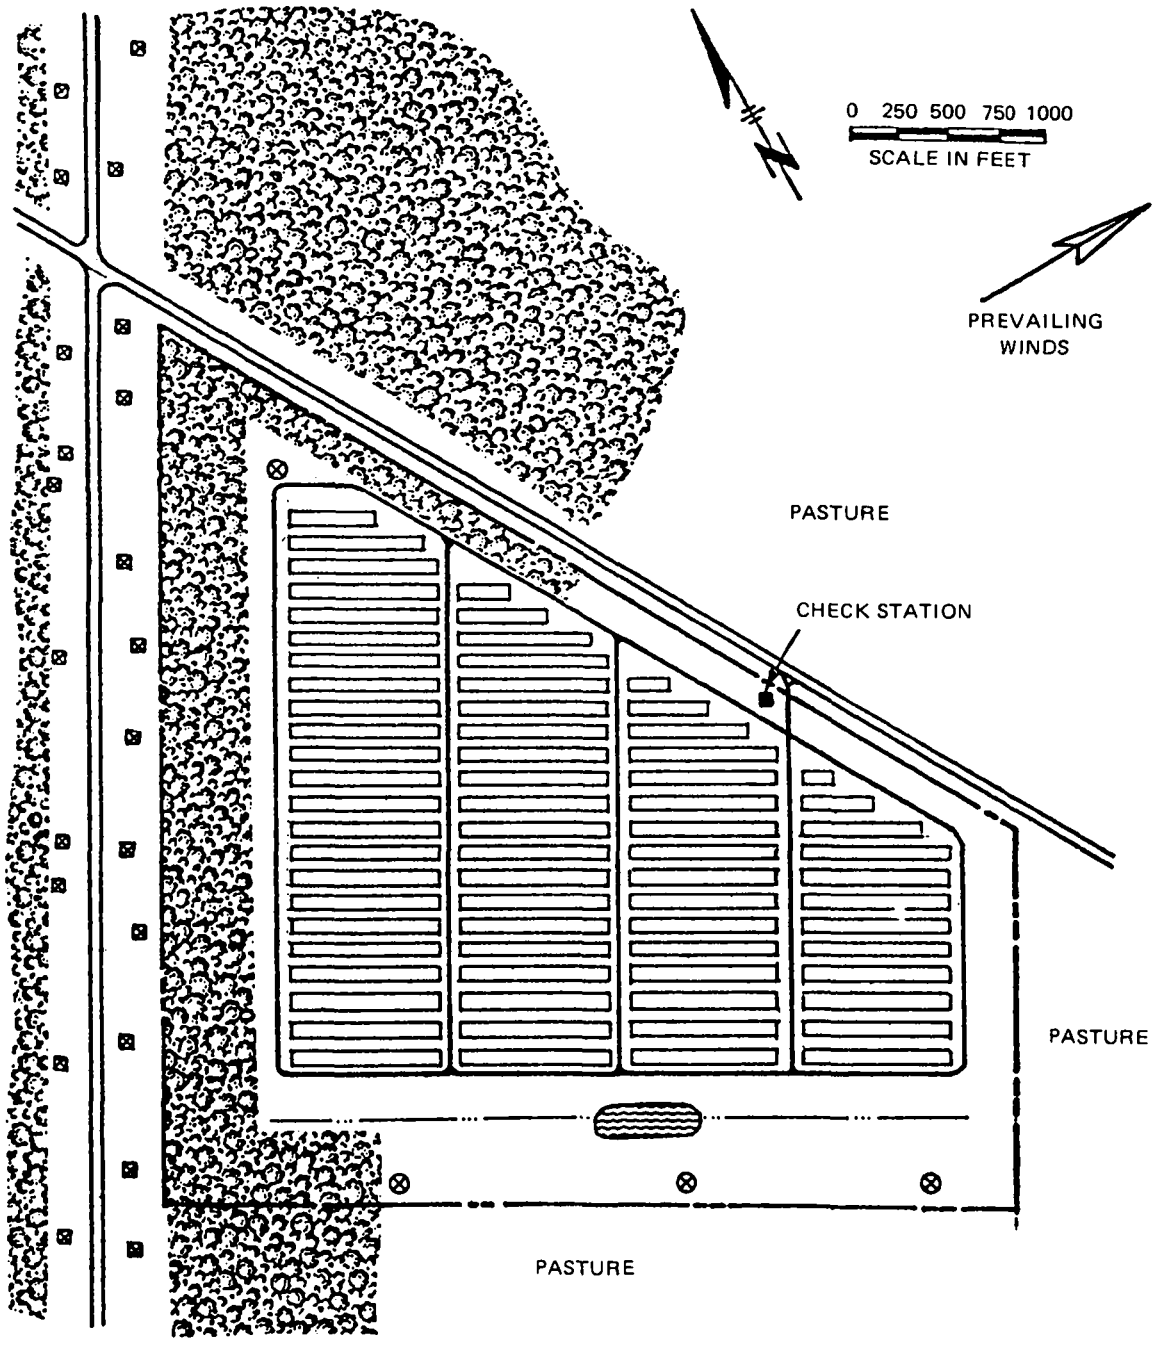 N
0 250 500 750 1000
SCALE IN FEET
PREVAILING
WINDS
PASTURE
CHECK STATION
PASTURE
PASTURE